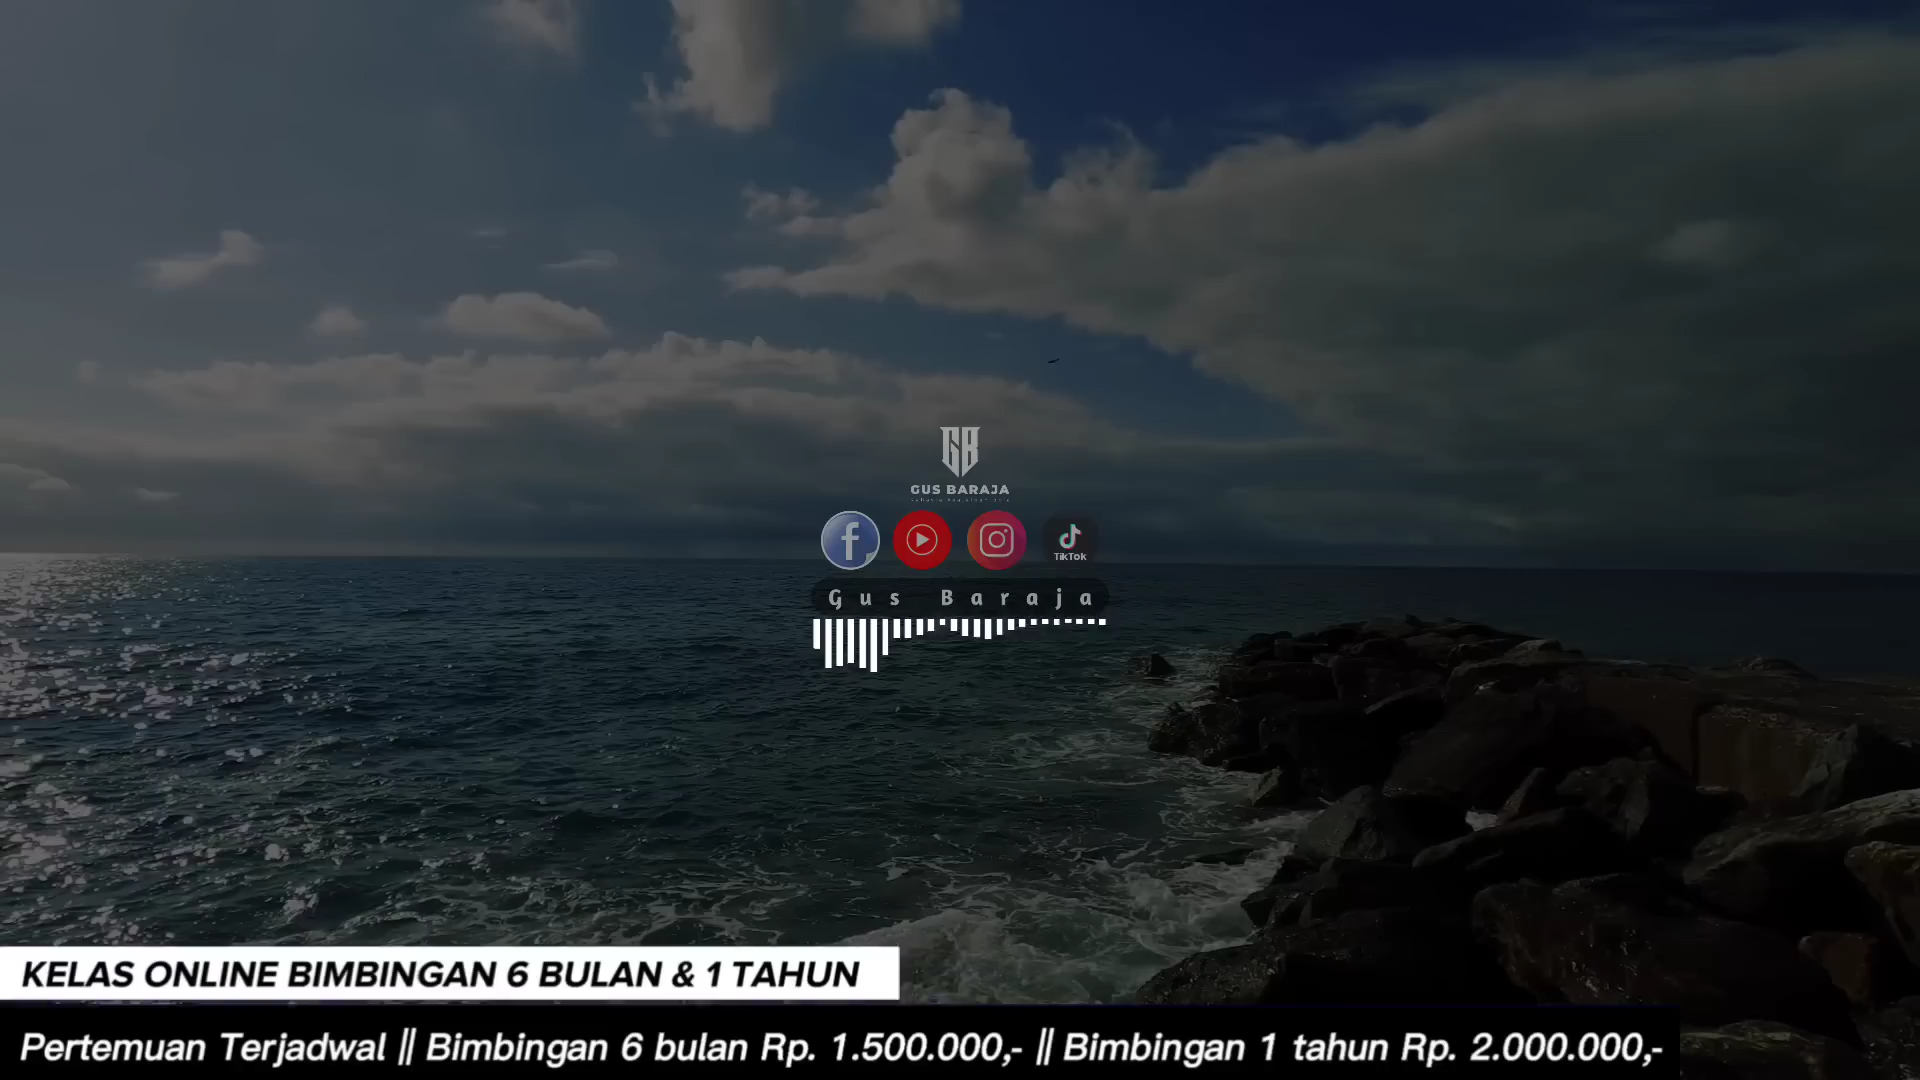 GUS BARAJA
TikTok
Gus Baraja
KELAS ONLINE BIMBINGAN 6 BULAN & 1 TAHUN
Pertemuan Terjadwal || Bimbingan 6 bulan Rp. 1.500.000,- || Bimbingan 1 tahun Rp. 2.000.000,-